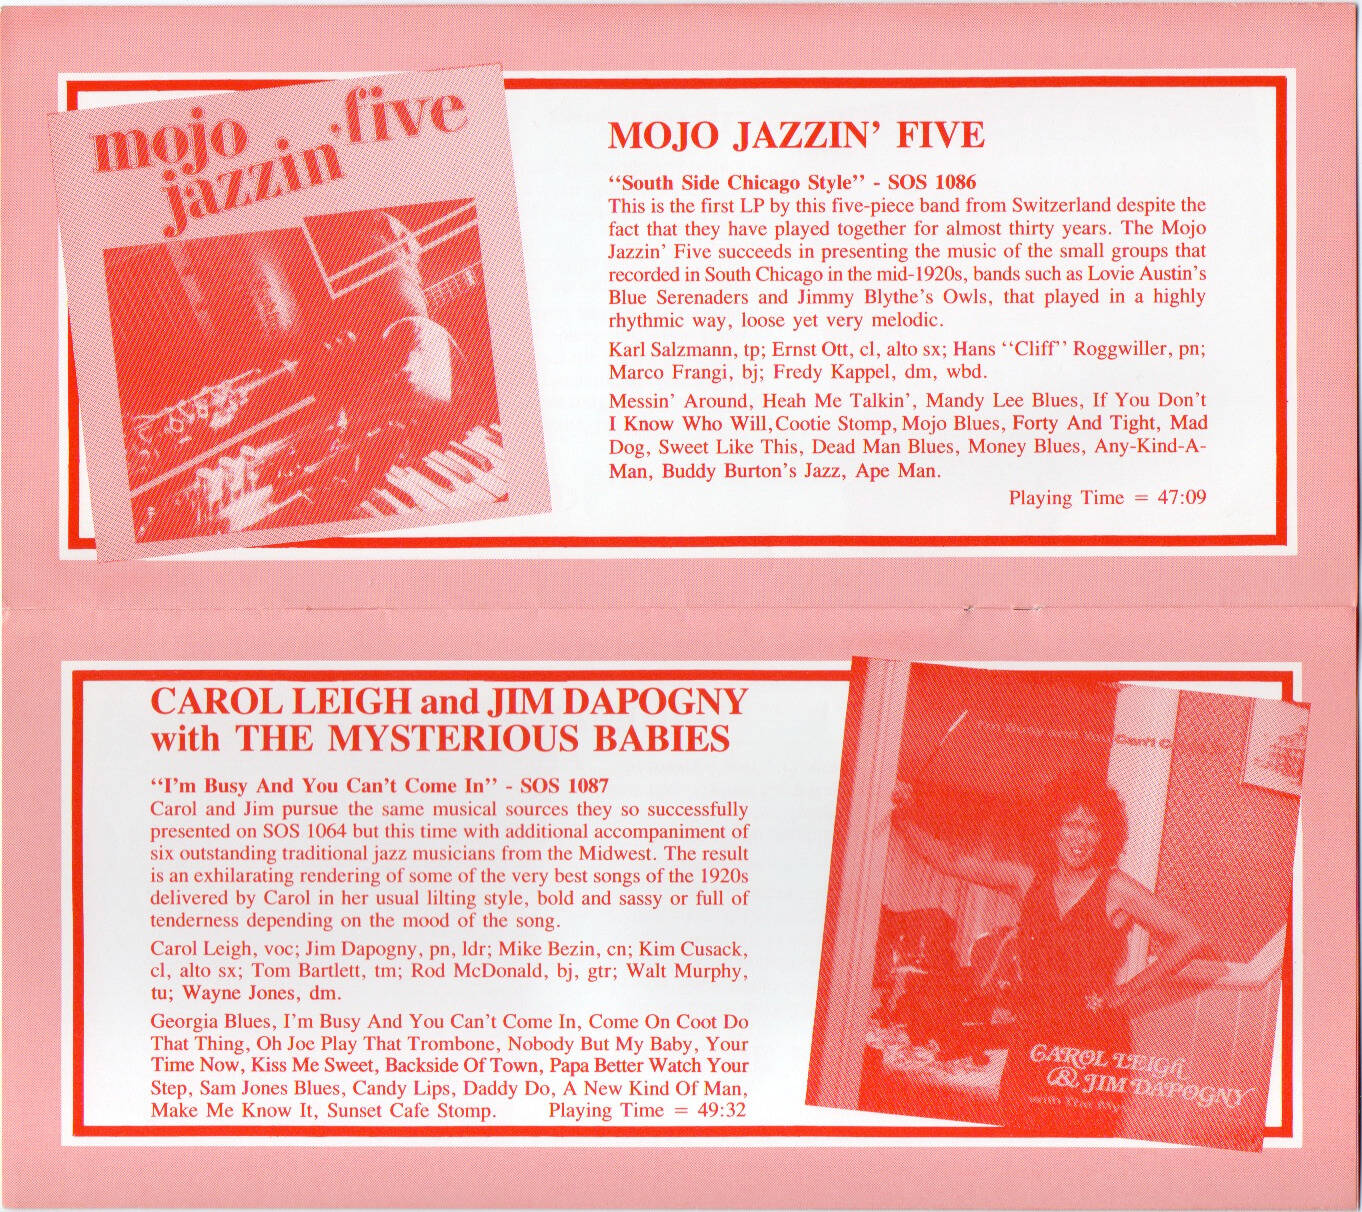 mojo
jazzin' five
MOJO JAZZIN' FIVE
"South Side Chicago Style" - SOS 1086
This is the first LP by this five-piece band from Switzerland despite the
fact that they have played together for almost thirty years. The Mojo
Jazzin' Five succeeds in presenting the music of the small groups that
recorded in South Chicago in the mid-1920s, bands such as Lovie Austin's
Blue Serenaders and Jimmy Blythe's Owls, that played in a highly
rhythmic way, loose yet very melodic.
Karl Salzmann, tp; Ernst Ott, cl, alto sx; Hans "Cliff" Roggwiller, pn;
Marco Frangi, bj; Fredy Kappel, dm, wbd.
Messin' Around, Heah Me Talkin', Mandy Lee Blues, If You Don't
I Know Who Will, Cootie Stomp, Mojo Blues, Forty And Tight, Mad
Dog, Sweet Like This, Dead Man Blues, Money Blues, Any-Kind-A-
Man, Buddy Burton's Jazz, Ape Man.
Playing Time = 47:09
CAROL LEIGH and JIM DAPOGNY
with THE MYSTERIOUS BABIES
"I'm Busy And You Can't Come In" - SOS 1087
Carol and Jim pursue the same musical sources they so successfully
presented on SOS 1064 but this time with additional accompaniment of
six outstanding traditional jazz musicians from the Midwest. The result
is an exhilarating rendering of some of the very best songs of the 1920s
delivered by Carol in her usual lilting style, bold and sassy or full of
tenderness depending on the mood of the song.
Carol Leigh, voc; Jim Dapogny, pn, ldr; Mike Bezin, cn; Kim Cusack,
cl, alto sx; Tom Bartlett, tm; Rod McDonald, bj, gtr; Walt Murphy,
tu; Wayne Jones, dm.
Georgia Blues, I'm Busy And You Can't Come In, Come On Coot Do
That Thing, Oh Joe Play That Trombone, Nobody But My Baby, Your
Time Now, Kiss Me Sweet, Backside Of Town, Papa Better Watch Your
Step, Sam Jones Blues, Candy Lips, Daddy Do, A New Kind Of Man,
Make Me Know It, Sunset Cafe Stomp. Playing Time = 49:32
I'm Busy and You Can't
CAROL LEIGH
& JIM DAPOGNY
with The